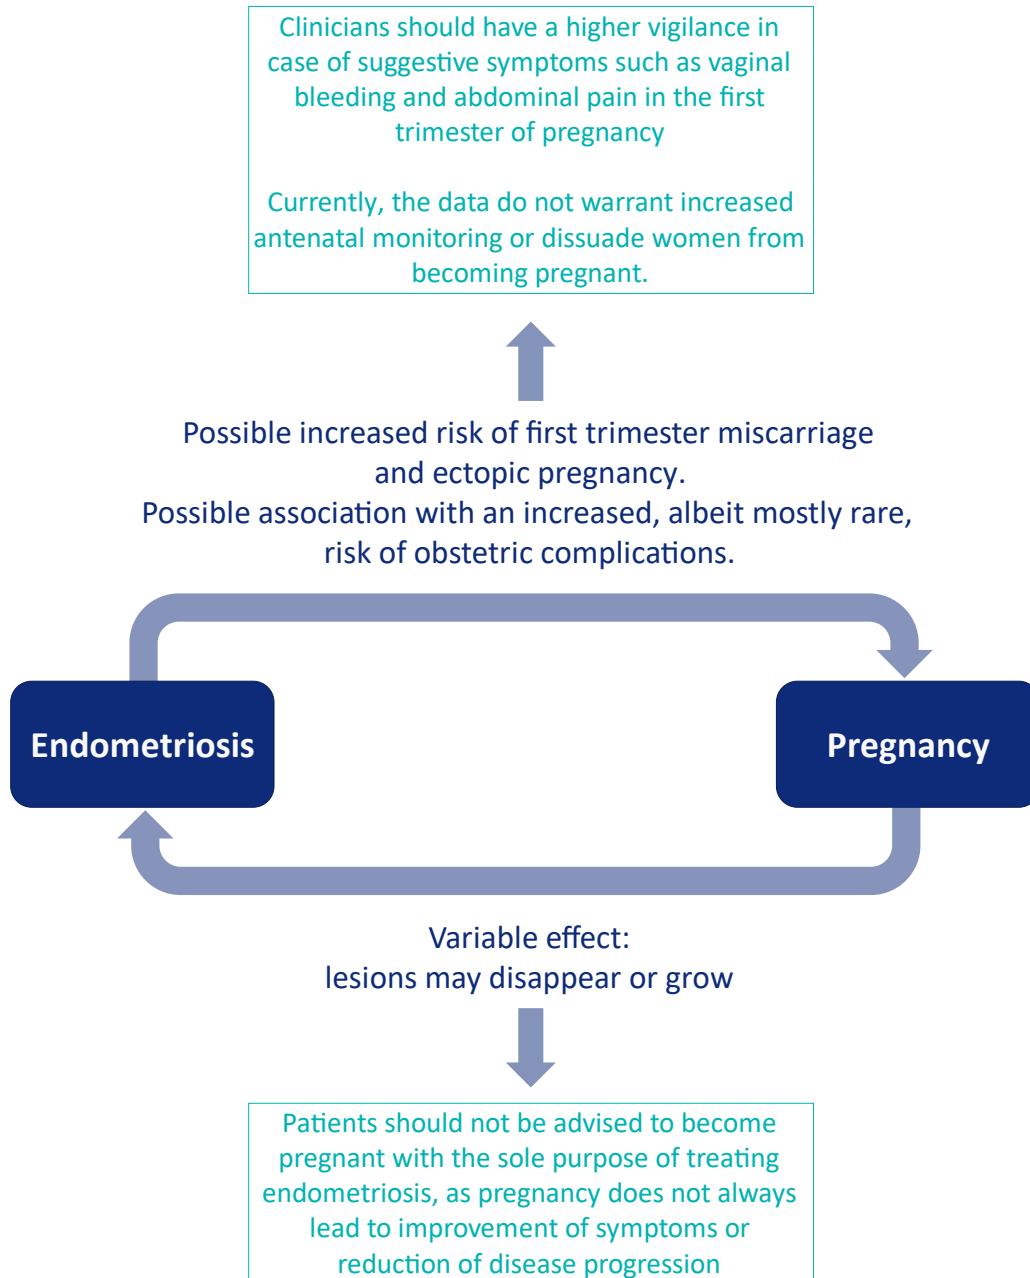 Clinicians should have a higher vigilance in
case of suggestive symptoms such as vaginal
bleeding and abdominal pain in the first
trimester of pregnancy
Currently, the data do not warrant increased
antenatal monitoring or dissuade women from
becoming pregnant.
Possible increased risk of first trimester miscarriage
and ectopic pregnancy.
Possible association with an increased, albeit mostly rare,
risk of obstetric complications.
Endometriosis
Pregnancy
Variable effect:
lesions may disappear or grow
Patients should not be advised to become
pregnant with the sole purpose of treating
endometriosis, as pregnancy does not always
lead to improvement of symptoms or
reduction of disease progression